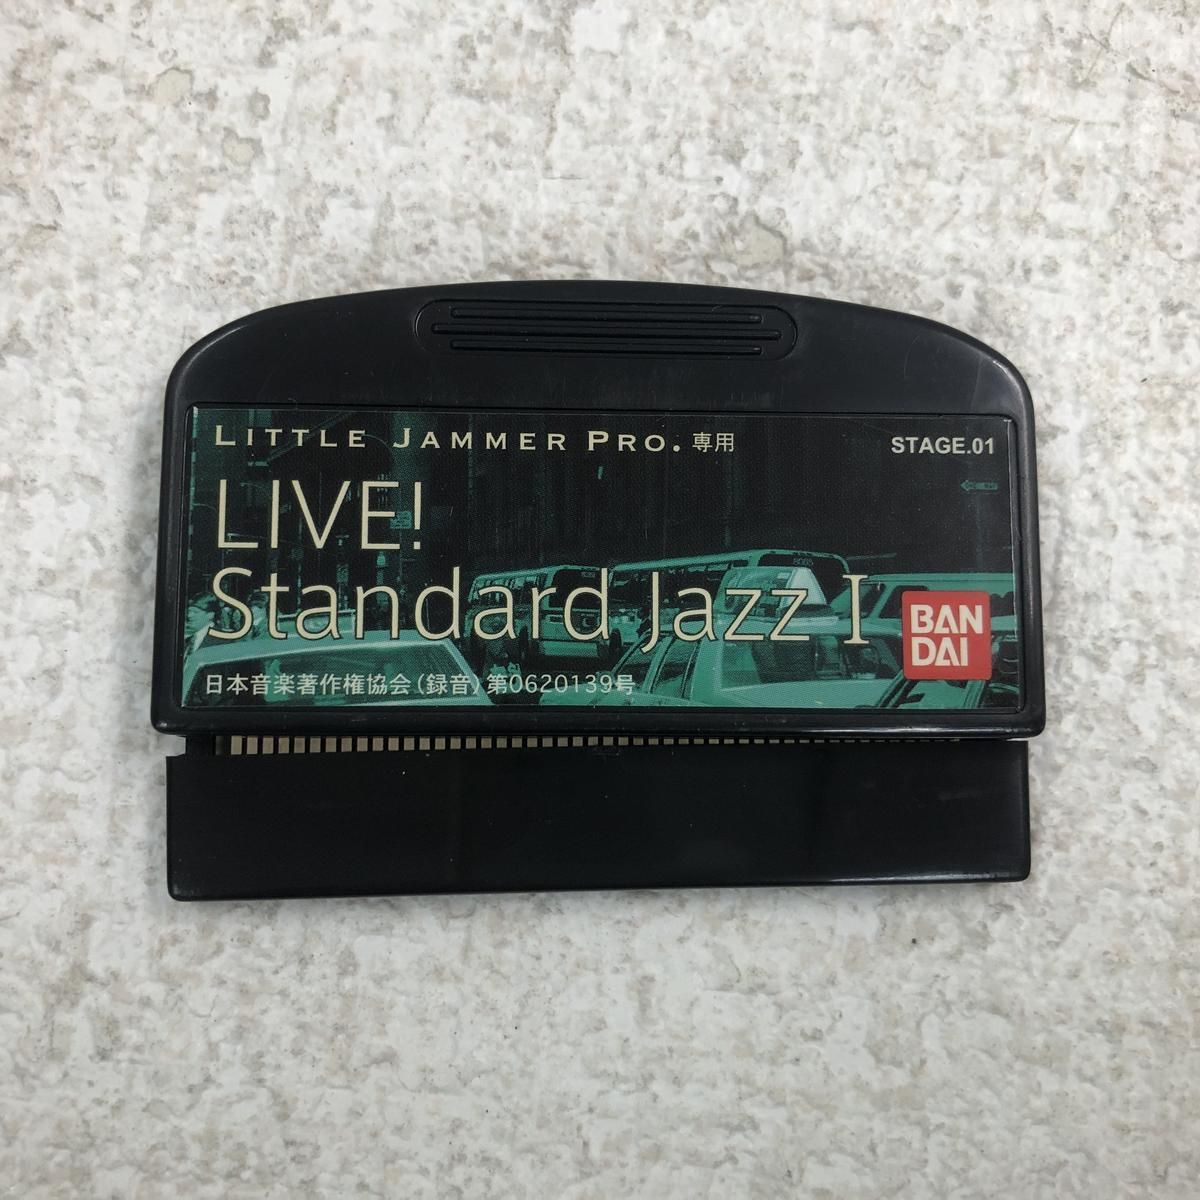 LITTLE JAMMER PRO. 専用
STAGE.01
LIVE!
Standard Jazz I
BAN
DAI
日本音楽著作権協会(録音)第0620139号
8085